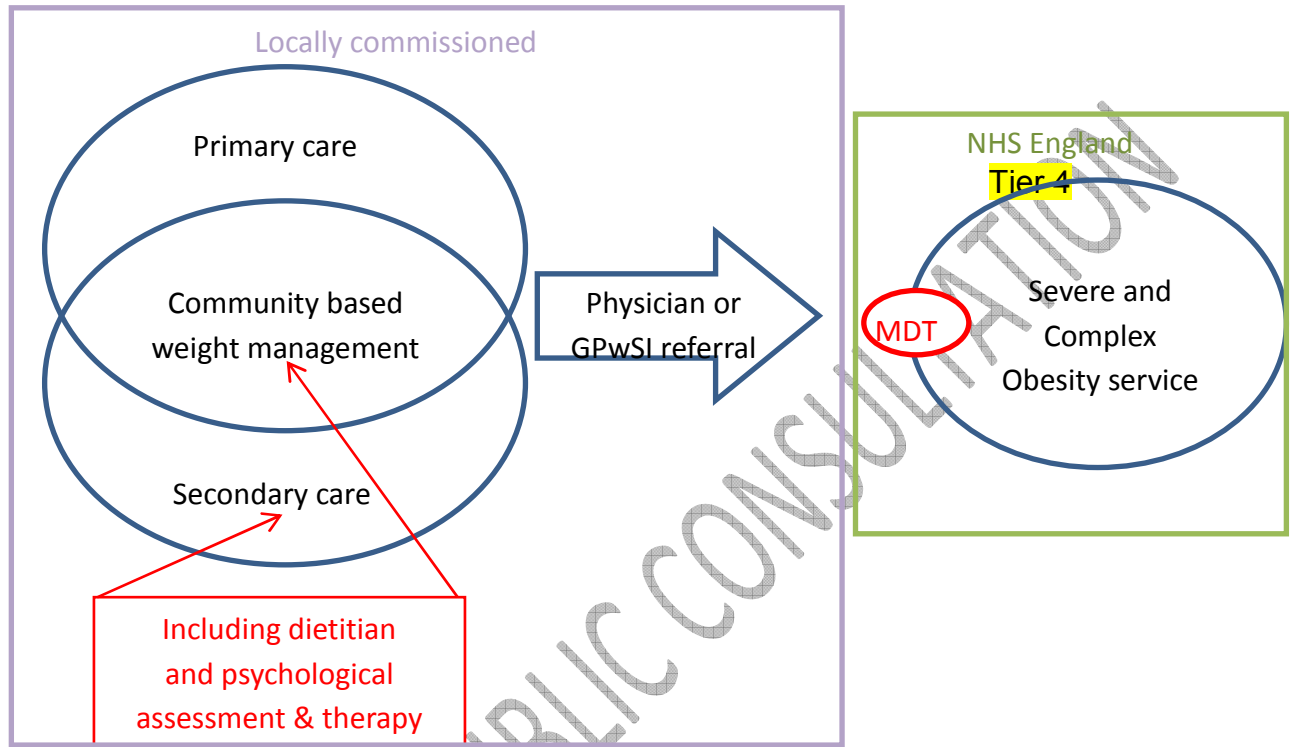 Locally commissioned
Primary care
Community based
weight management
Secondary care
Including dietitian
and psychological
assessment & therapy
Physician or
GPwSI referral
NHS England
Tier 4
MDT
Severe and
Complex
Obesity service
PUBLIC CONSULTATION